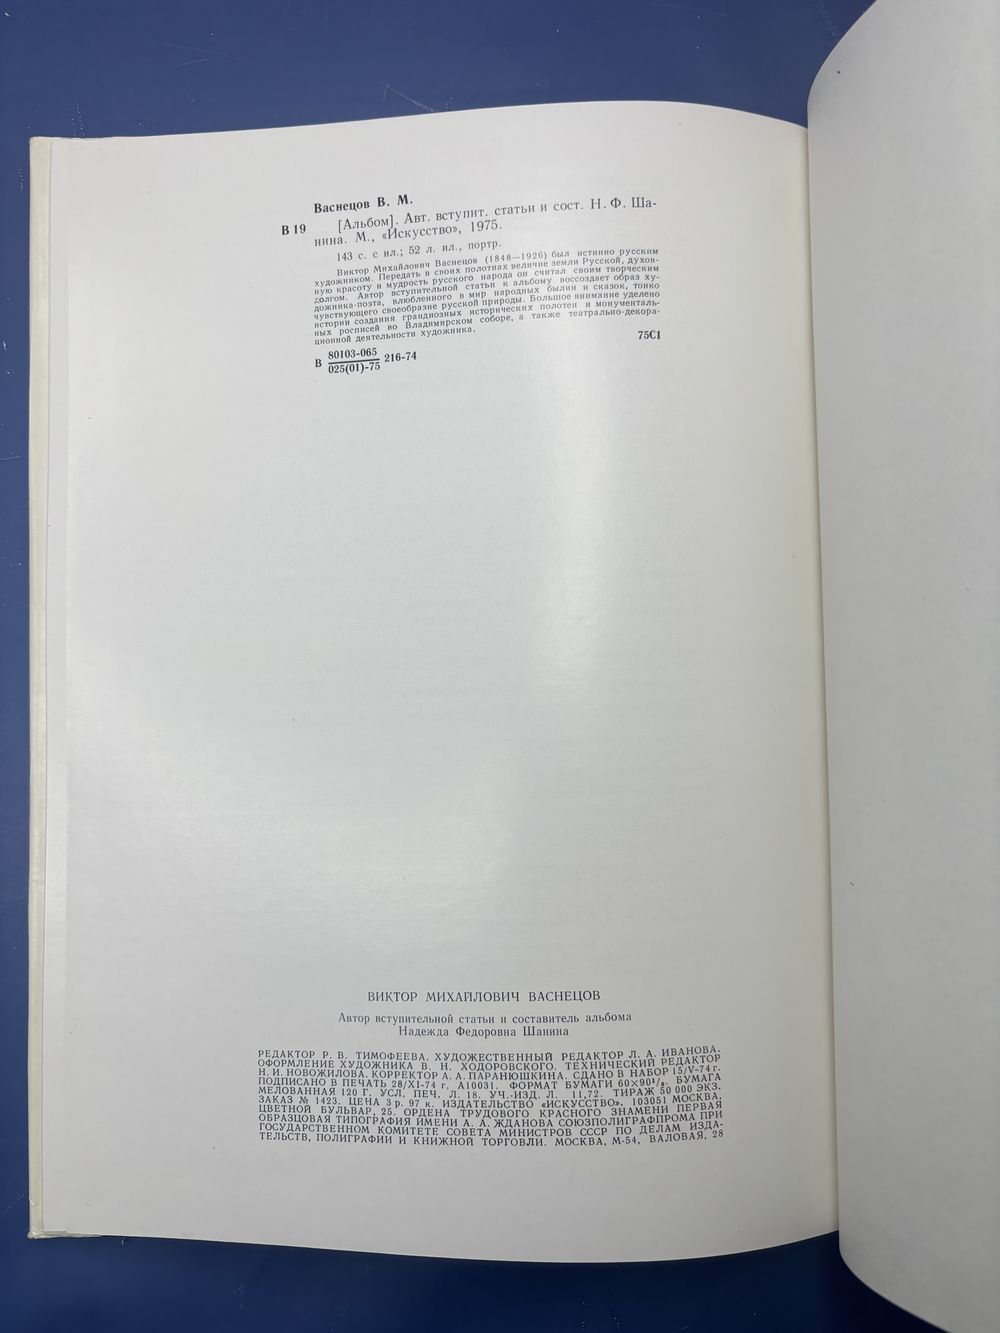 Васнецов В. М.
В 19 [Альбом]. Авт. вступит. статьи и сост. Н. Ф. Ша-
нина. М., «Искусство», 1975.
143 с. с ил.; 52 л. ил., портр.
Виктор Михайлович Васнецов (1848—1926) был истинно русским
художником. Передать в своих полотнах величие земли Русской, духов-
ную красоту и мудрость русского народа он считал своим творческим
долгом. Автор вступительной статьи к альбому воссоздает образ ху-
дожника-поэта, влюбленного в мир народных былин и сказок, тонко
чувствующего своеобразие русской природы. Большое внимание уделено
истории создания грандиозных исторических полотен и монументаль-
ных росписей во Владимирском соборе, а также театрально-декора-
ционной деятельности художника.
75С1
В 80103-065 216-74
025(01)-75
ВИКТОР МИХАЙЛОВИЧ ВАСНЕЦОВ
Автор вступительной статьи и составитель альбома
Надежда Федоровна Шанина
РЕДАКТОР Р. В. ТИМОФЕЕВА. ХУДОЖЕСТВЕННЫЙ РЕДАКТОР Л. А. ИВАНОВА.
ОФОРМЛЕНИЕ ХУДОЖНИКА В. Н. ХОДОРОВСКОГО. ТЕХНИЧЕСКИЙ РЕДАКТОР
Н. И. НОВОЖИЛОВА. КОРРЕКТОР А. А. ПАРАНЮШКИНА. СДАНО В НАБОР 15/V-74 г.
ПОДПИСАНО В ПЕЧАТЬ 28/XI-74 г. А10031. ФОРМАТ БУМАГИ 60×90¹/₈. БУМАГА
МЕЛОВАННАЯ 120 Г. УСЛ. ПЕЧ. Л. 18. УЧ.-ИЗД. Л. 11,72. ТИРАЖ 50 000 ЭКЗ.
ЗАКАЗ № 1423. ЦЕНА 3 р. 97 к. ИЗДАТЕЛЬСТВО «ИСКУССТВО». 103051 МОСКВА,
ЦВЕТНОЙ БУЛЬВАР, 25. ОРДЕНА ТРУДОВОГО КРАСНОГО ЗНАМЕНИ ПЕРВАЯ
ОБРАЗЦОВАЯ ТИПОГРАФИЯ ИМЕНИ А. А. ЖДАНОВА СОЮЗПОЛИГРАФПРОМА ПРИ
ГОСУДАРСТВЕННОМ КОМИТЕТЕ СОВЕТА МИНИСТРОВ СССР ПО ДЕЛАМ ИЗДА-
ТЕЛЬСТВ, ПОЛИГРАФИИ И КНИЖНОЙ ТОРГОВЛИ. МОСКВА, М-54, ВАЛОВАЯ, 28